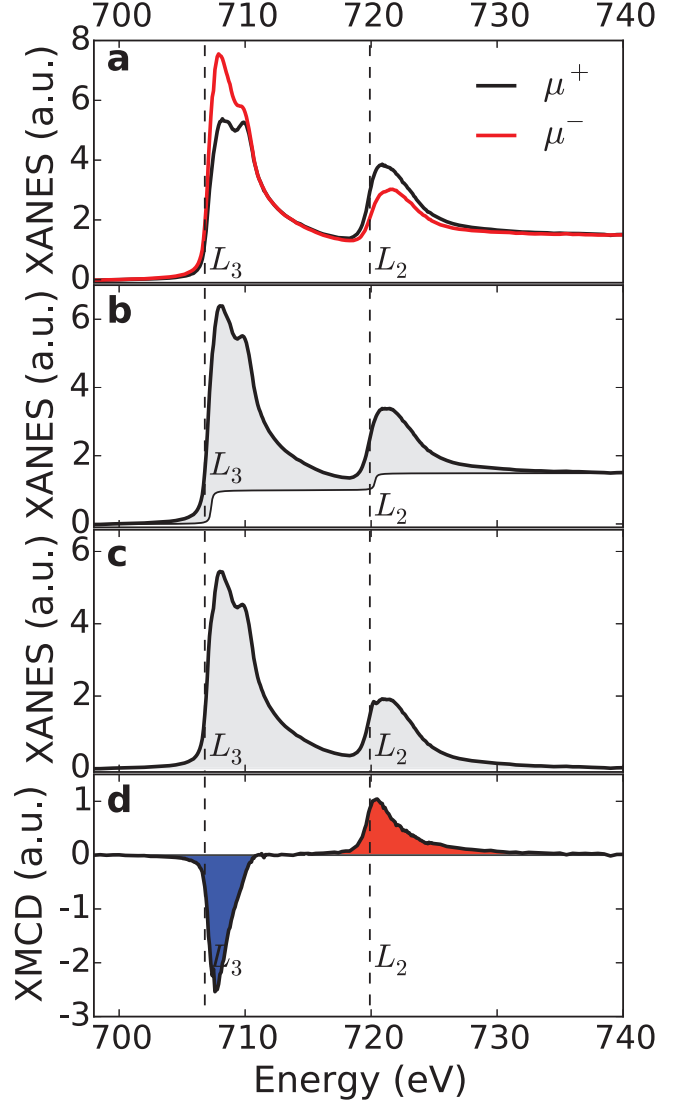 700 710 720 730 740
a
8
6
4
2
0
XANES (a.u.)
μ+
μ−
L3
L2
b
6
4
2
0
XANES (a.u.)
L3
L2
c
6
4
2
0
XANES (a.u.)
L3
L2
d
1
0
-1
-2
-3
XMCD (a.u.)
L3
L2
700 710 720 730 740
Energy (eV)